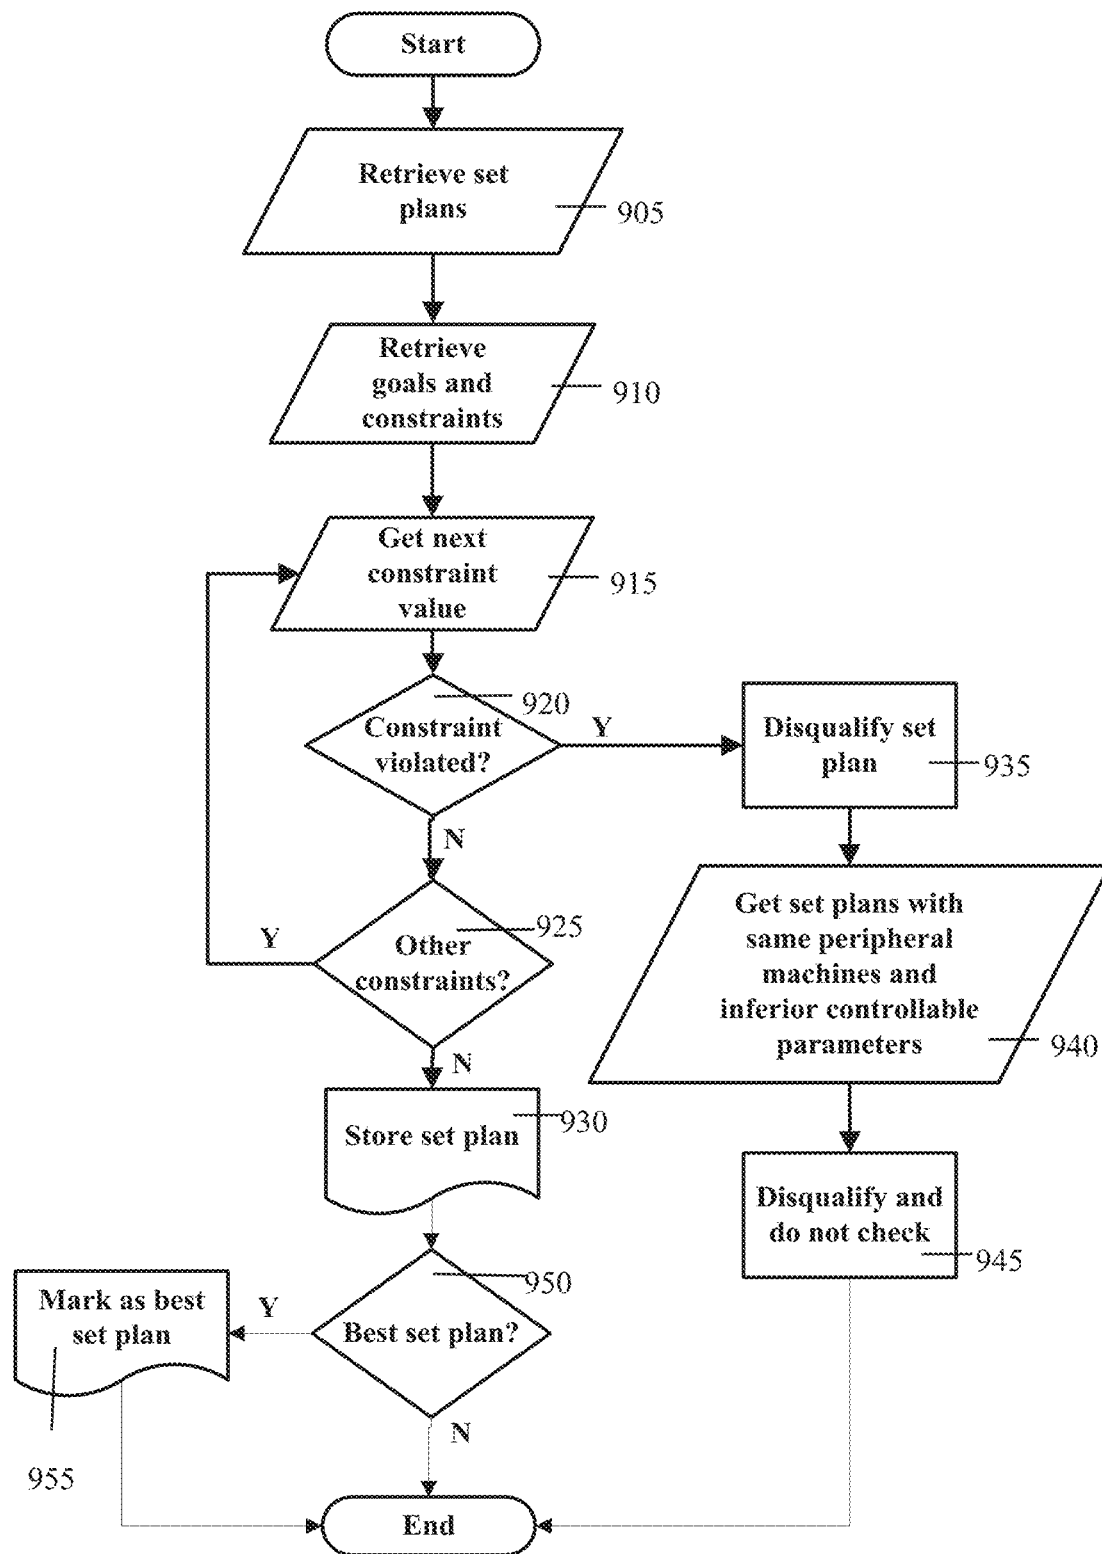 Start
Retrieve set
plans
905
Retrieve
goals and
constraints
910
Get next
constraint
value
915
920
Constraint
violated?
Y
Disqualify set
plan
935
N
925
Other
constraints?
Y
Get set plans with
same peripheral
machines and
inferior controllable
parameters
940
N
930
Store set plan
Disqualify and
do not check
945
950
Best set plan?
Y
Mark as best
set plan
955
N
End